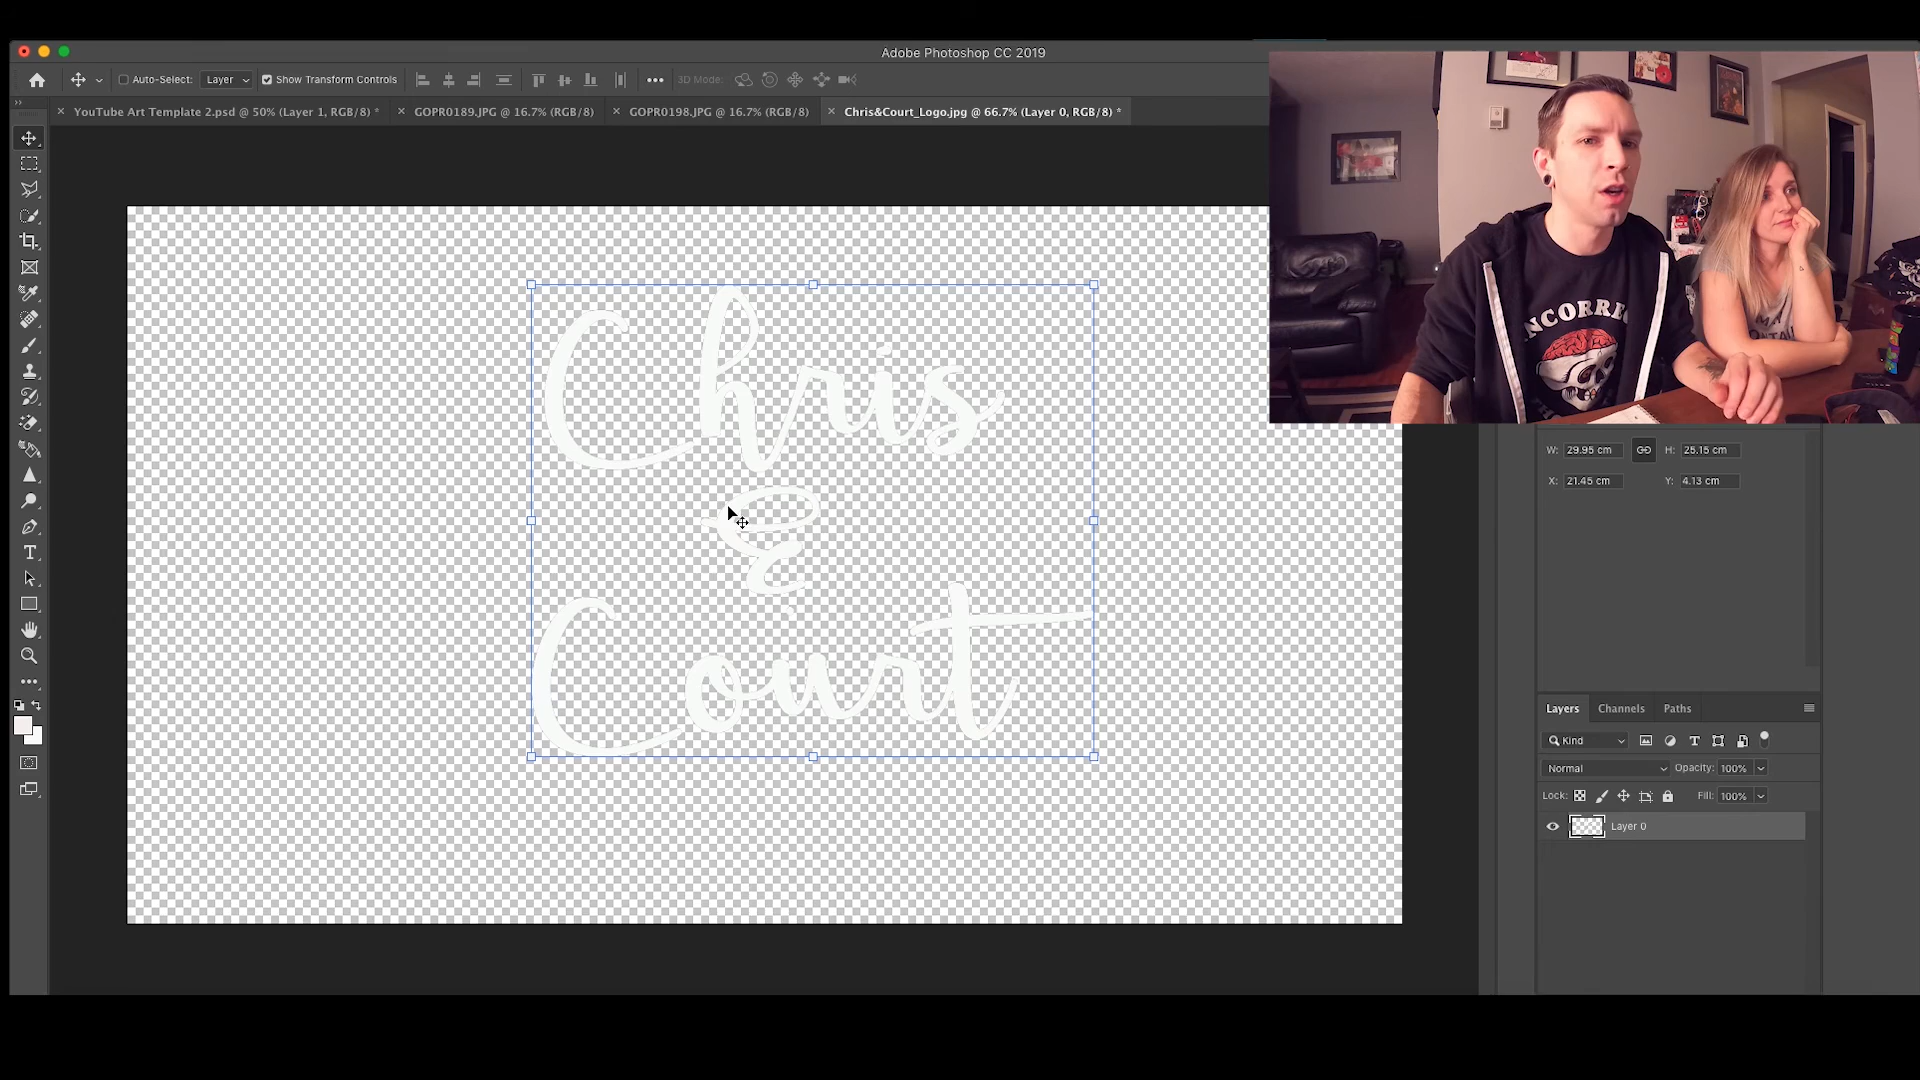 Adobe Photoshop CC 2019
Auto-Select: Layer Show Transform Controls 3D Mode:
YouTube Art Template 2.psd @ 50% (Layer 1, RGB/8) * GOPR0189.JPG @ 16.7% (RGB/8) GOPR0198.JPG @ 16.7% (RGB/8) Chris&Court_Logo.jpg @ 66.7% (Layer 0, RGB/8) *
INCORRE
Chris
&
Court
W: 29.95 cm H: 25.15 cm
X: 21.45 cm Y: 4.13 cm
Layers Channels Paths
Kind
Normal Opacity: 100%
Lock: Fill: 100%
Layer 0